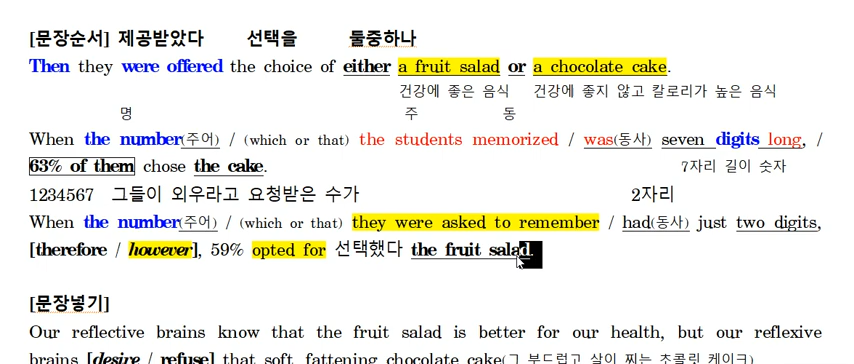 [문장순서] 제공받았다 선택을 둘중하나
Then they were offered the choice of either a fruit salad or a chocolate cake.
건강에 좋은 음식 건강에 좋지 않고 칼로리가 높은 음식
명 주 동
When the number(주어) / (which or that) the students memorized / was(동사) seven digits long, /
63% of them chose the cake. 7자리 길이 숫자
1234567 그들이 외우라고 요청받은 수가 2자리
When the number(주어) / (which or that) they were asked to remember / had(동사) just two digits,
[therefore / however], 59% opted for 선택했다 the fruit salad.
[문장넣기]
Our reflective brains know that the fruit salad is better for our health, but our reflexive
brains [desire / refuse] that soft, fattening chocolate cake(그 부드럽고 살이 찌는 초콜릿 케이크)